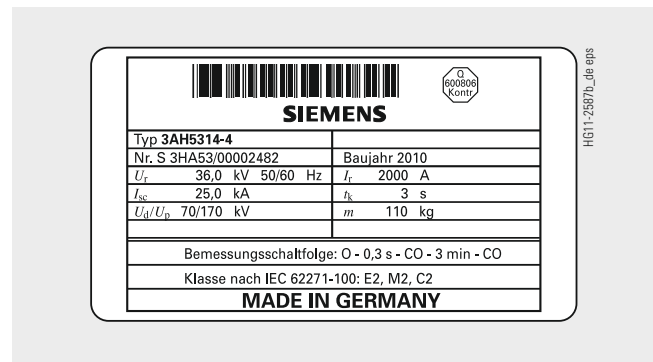 Q
600806
Kontr
SIEMENS
Typ 3AH5314-4
Nr. S 3HA53/00002482 Baujahr 2010
Ur 36,0 kV 50/60 Hz Ir 2000 A
Isc 25,0 kA tk 3 s
Ud/Up 70/170 kV m 110 kg
Bemessungsschaltfolge: O - 0,3 s - CO - 3 min - CO
Klasse nach IEC 62271-100: E2, M2, C2
MADE IN GERMANY
HG11-2587b_de eps